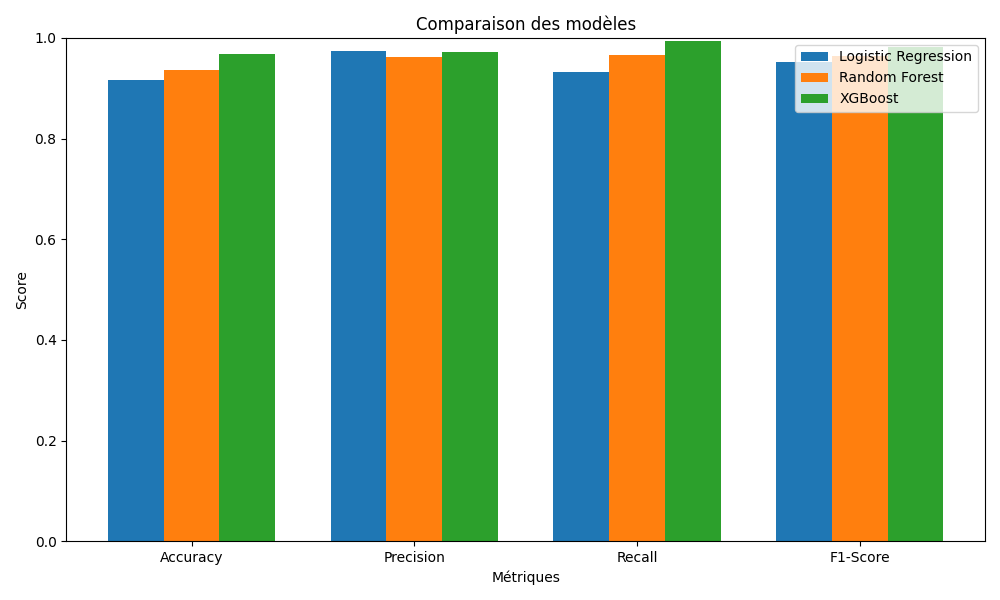 Comparaison des modèles
1.0
0.8
0.6
0.4
0.2
0.0
Score
Logistic Regression
Random Forest
XGBoost
Accuracy
Precision
Recall
F1-Score
Métriques